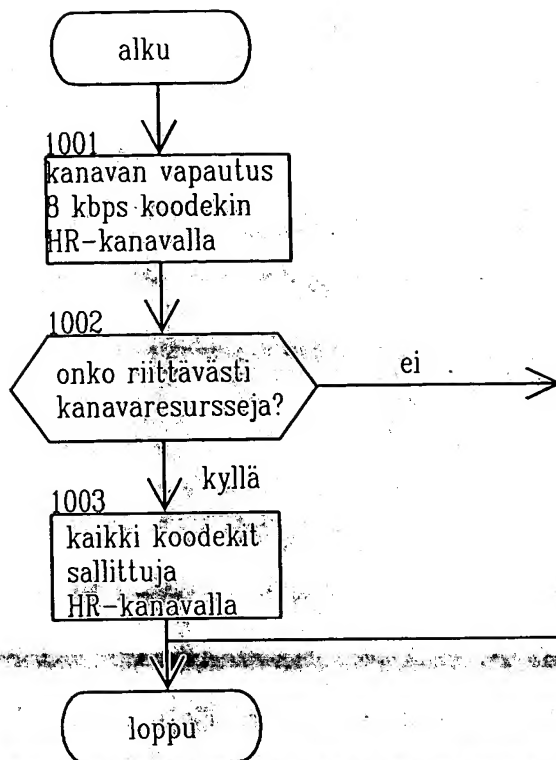 alku
1001
kanavan vapautus
8 kbps koodekin
HR-kanavalla
1002
onko riittävästi
kanavaresursseja?
ei
kyllä
1003
kaikki koodekit
sallittuja
HR-kanavalla
loppu